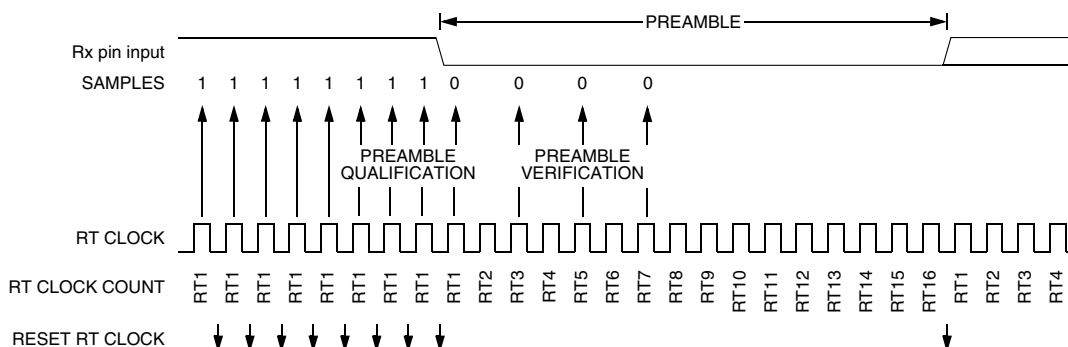 PREAMBLE
Rx pin input
SAMPLES 1 1 1 1 1 1 1 1 0 0 0 0
PREAMBLE QUALIFICATION
PREAMBLE VERIFICATION
RT CLOCK
RT CLOCK COUNT RT1 RT1 RT1 RT1 RT1 RT1 RT1 RT1 RT1 RT2 RT3 RT4 RT5 RT6 RT7 RT8 RT9 RT10 RT11 RT12 RT13 RT14 RT15 RT16 RT1 RT2 RT3 RT4
RESET RT CLOCK